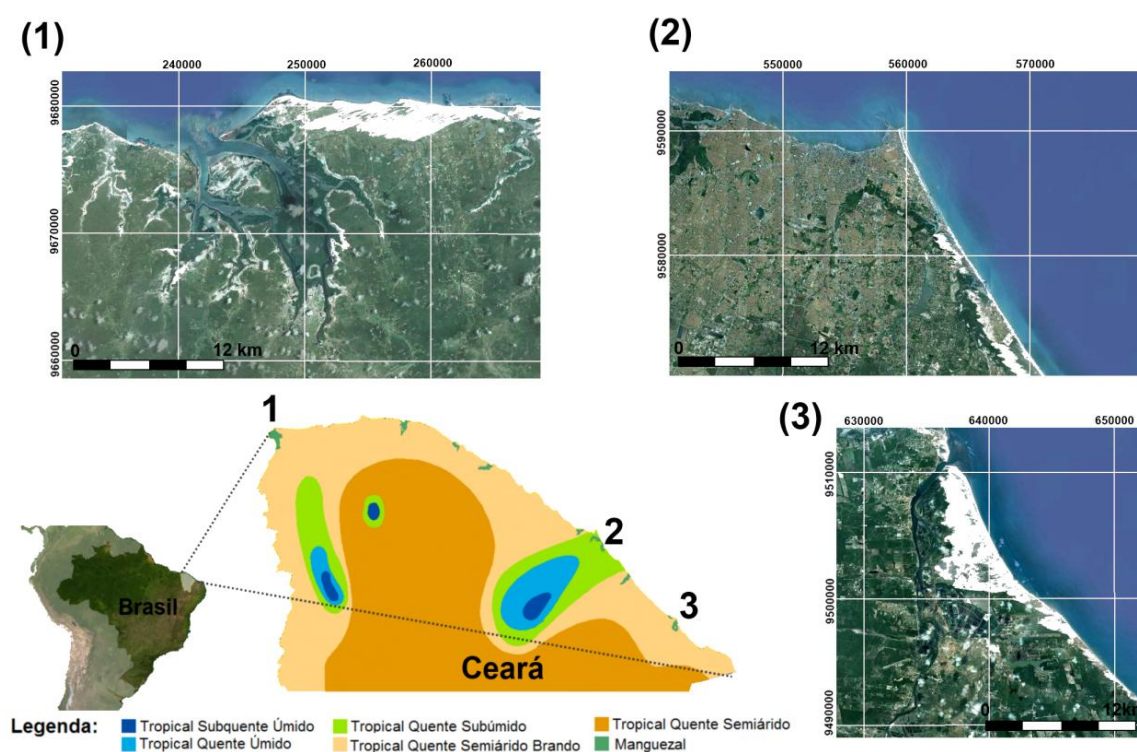 (1)
240000 250000 260000
9680000
9670000
9660000
0 12 km
(2)
550000 560000 570000
9590000
9580000
0 12 km
(3)
630000 640000 650000
9510000
9500000
9490000
0 12km
1
2
3
Brasil
Ceará
Legenda:
Tropical Subquente Úmido
Tropical Quente Úmido
Tropical Quente Subúmido
Tropical Quente Semiárido Brando
Tropical Quente Semiárido
Manguezal